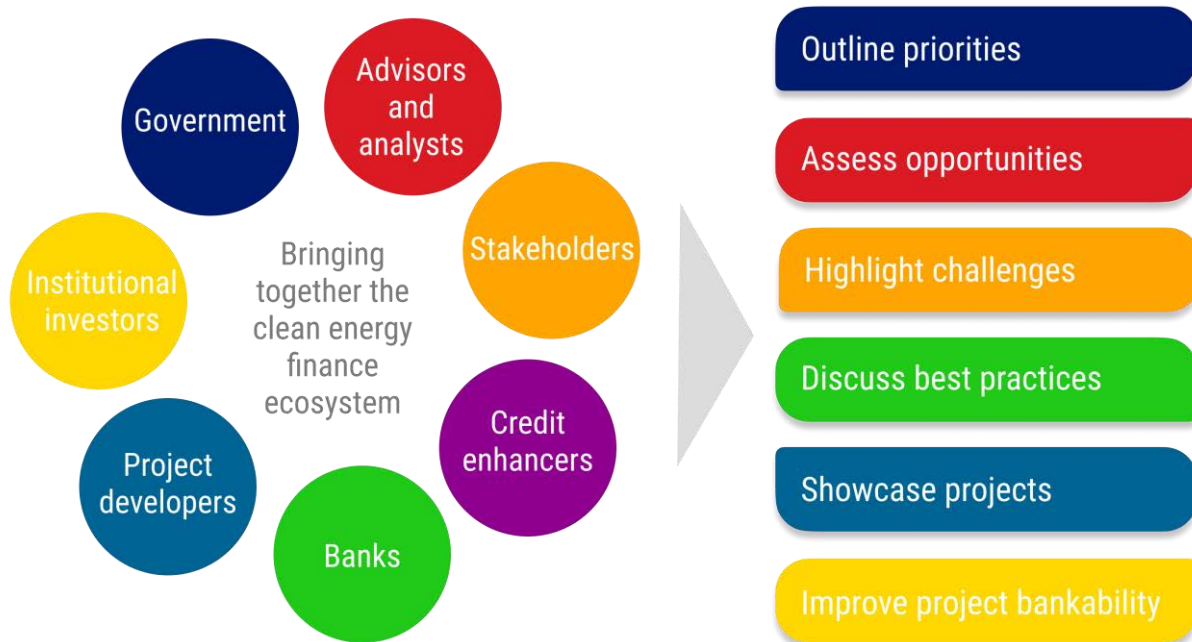 Government
Advisors
and
analysts
Stakeholders
Credit
enhancers
Banks
Project
developers
Institutional
investors
Bringing
together the
clean energy
finance
ecosystem
Outline priorities
Assess opportunities
Highlight challenges
Discuss best practices
Showcase projects
Improve project bankability